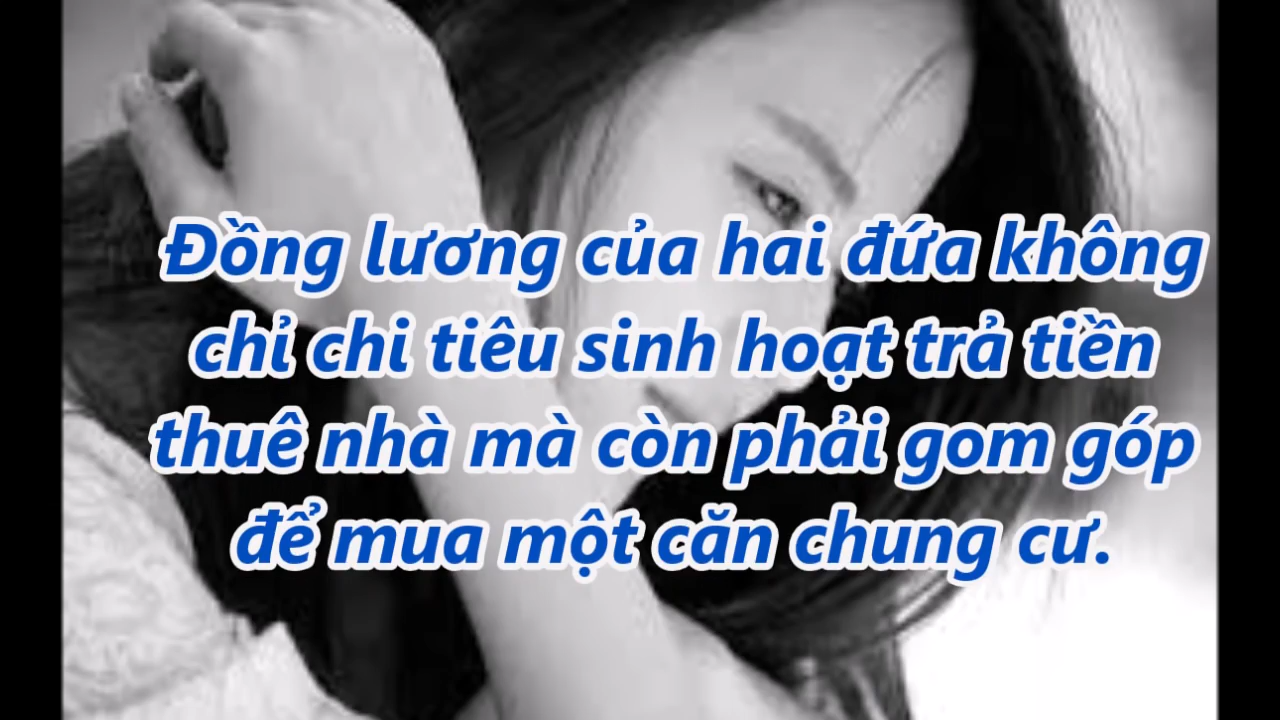 Đồng lương của hai đứa không
chỉ chi tiêu sinh hoạt trả tiền
thuê nhà mà còn phải gom góp
để mua một căn chung cư.